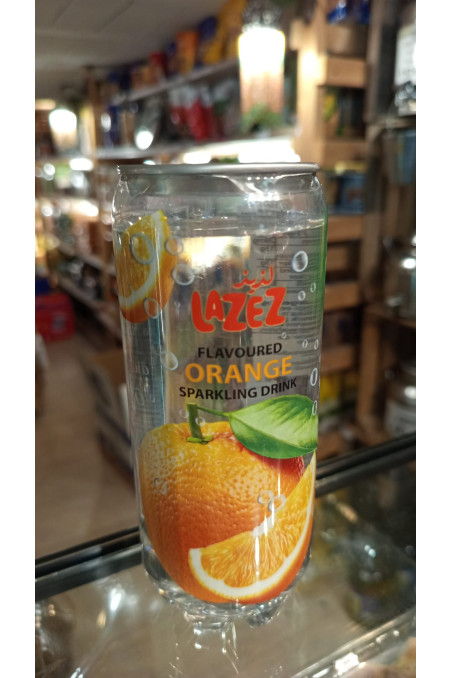 لذيذ
LAZEZ
FLAVOURED
ORANGE
SPARKLING DRINK